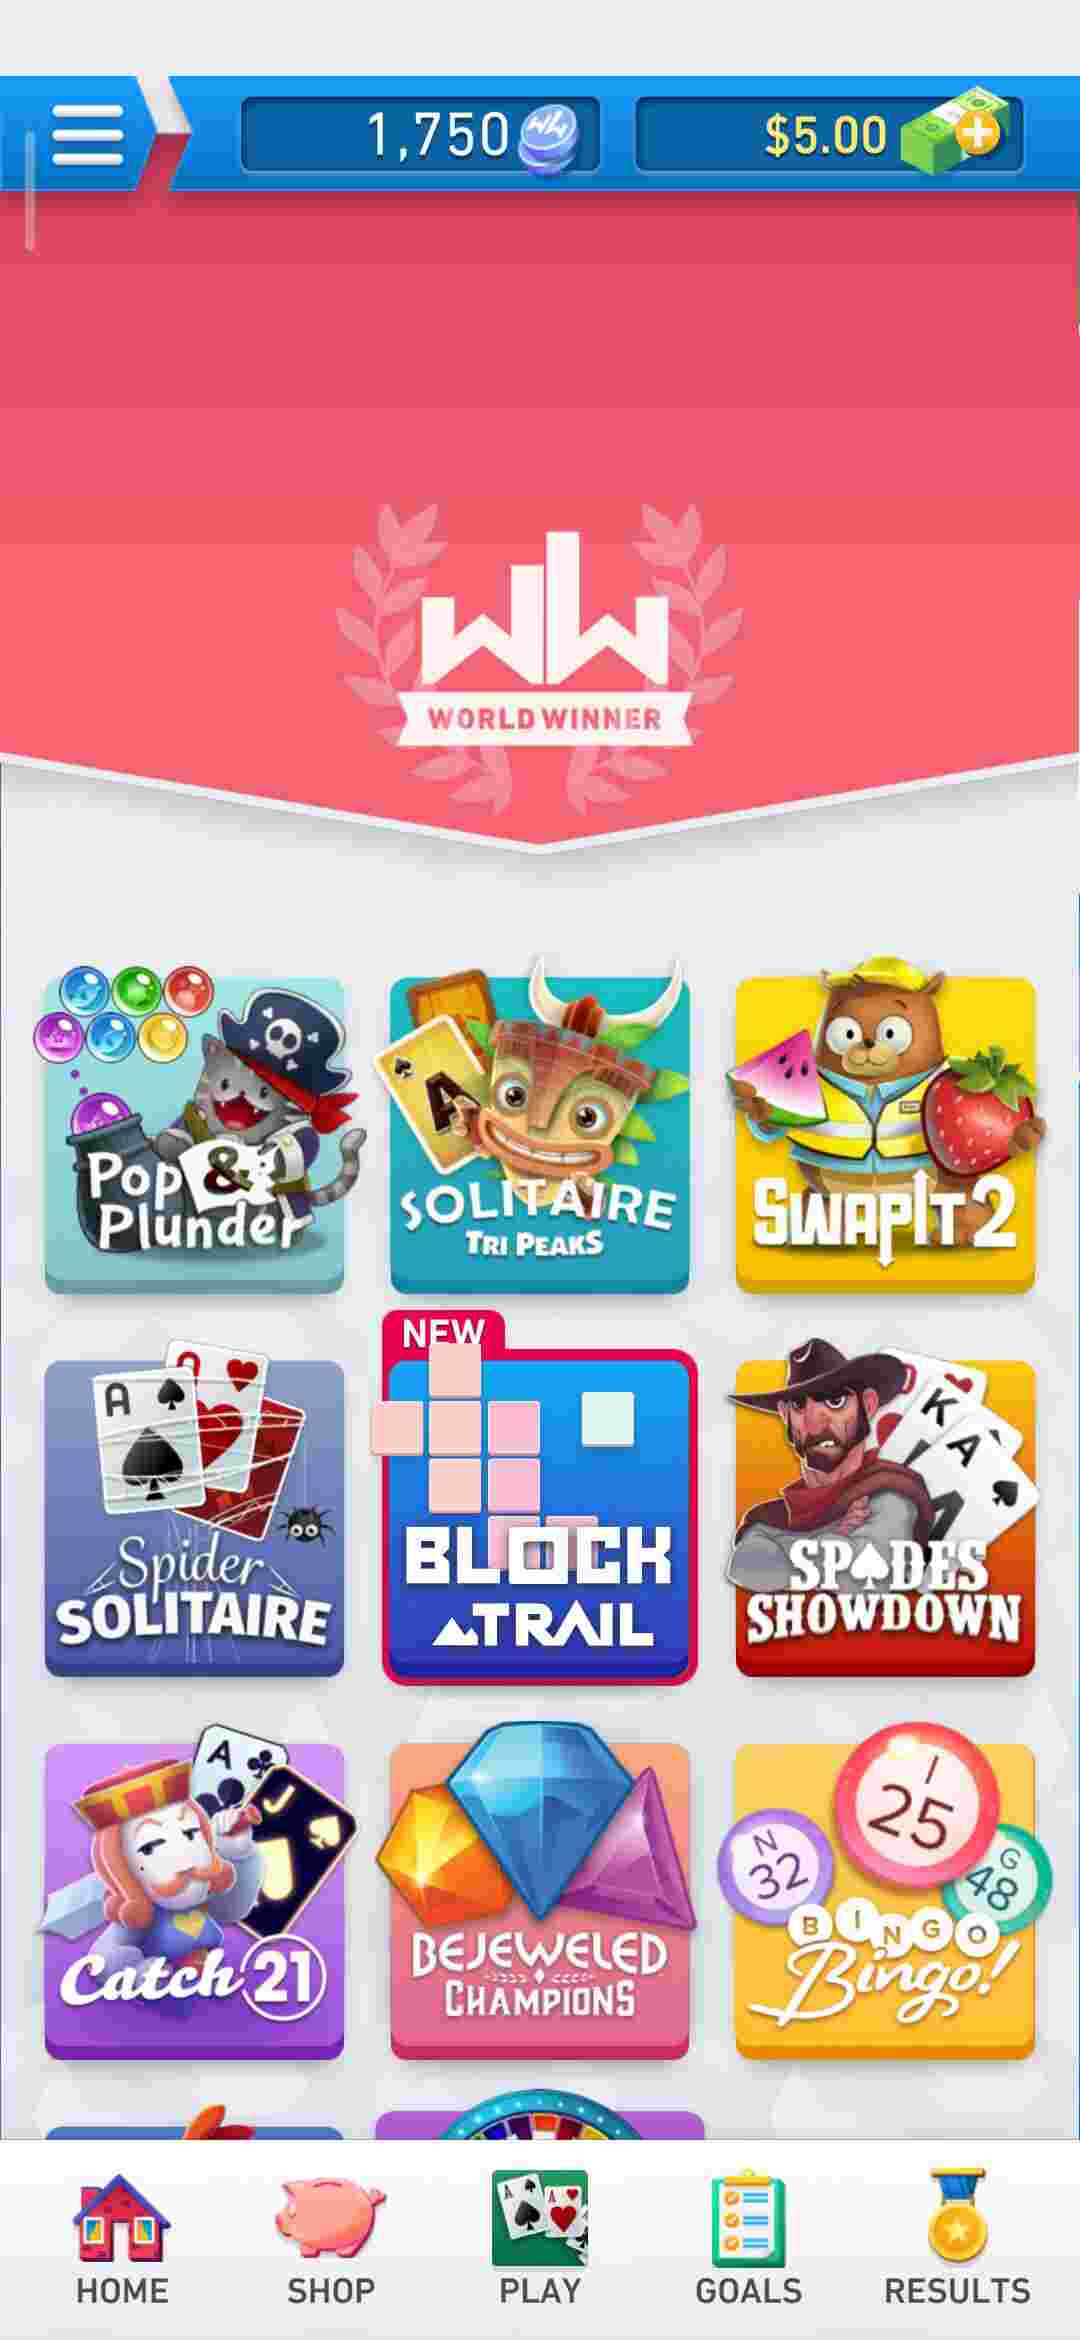 1,750
$5.00
WORLD WINNER
Pop &
Plunder
A
SOLITAIRE
TRI PEAKS
SWAPIT 2
A
Spider
SOLITAIRE
NEW
BLOCK
TRAIL
K
A
A
SPADES
SHOWDOWN
A
J
Catch 21
BEJEWELED
CHAMPIONS
I
25
N
32
G
48
BINGO
Bingo!
A
A
HOME
SHOP
PLAY
GOALS
RESULTS